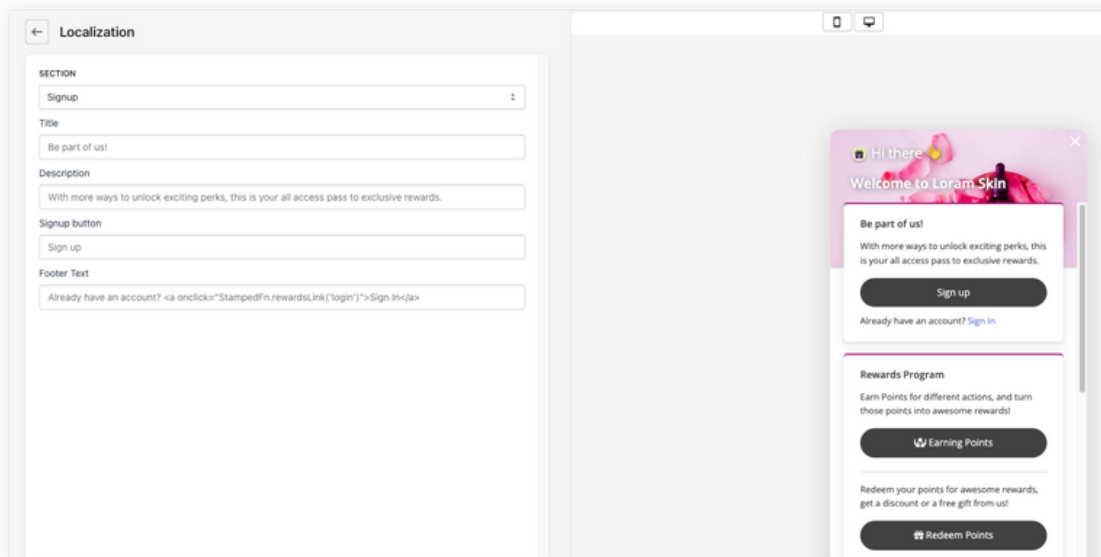 Localization
SECTION
Signup
Title
Be part of us!
Description
With more ways to unlock exciting perks, this is your all access pass to exclusive rewards.
Signup button
Sign up
Footer Text
Already have an account? <a onclick="StampedFn.rewardsLink('login')">Sign In</a>
Hi there 👋
Welcome to Loram Skin
Be part of us!
With more ways to unlock exciting perks, this
is your all access pass to exclusive rewards.
Sign up
Already have an account? Sign In
Rewards Program
Earn Points for different actions, and turn
those points into awesome rewards!
Earning Points
Redeem your points for awesome rewards,
get a discount or a free gift from us!
Redeem Points